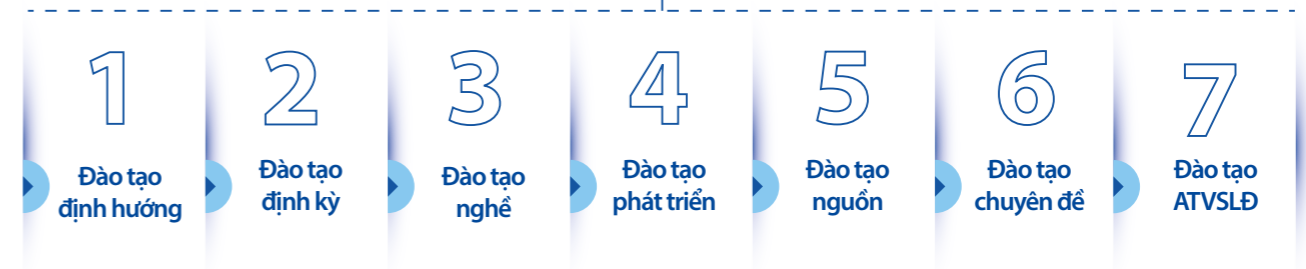 1
Đào tạo
định hướng
2
Đào tạo
định kỳ
3
Đào tạo
nghề
4
Đào tạo
phát triển
5
Đào tạo
nguồn
6
Đào tạo
chuyên đề
7
Đào tạo
ATVSLĐ